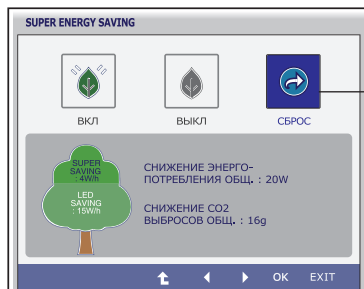 SUPER ENERGY SAVING
ВКЛ
ВЫКЛ
СБРОС
SUPER
SAVING
: 4W/h
LED
SAVING
: 15W/h
СНИЖЕНИЕ ЭНЕРГО-
ПОТРЕБЛЕНИЯ ОБЩ. : 20W
СНИЖЕНИЕ CO2
ВЫБРОСОВ ОБЩ. : 16g
OK EXIT